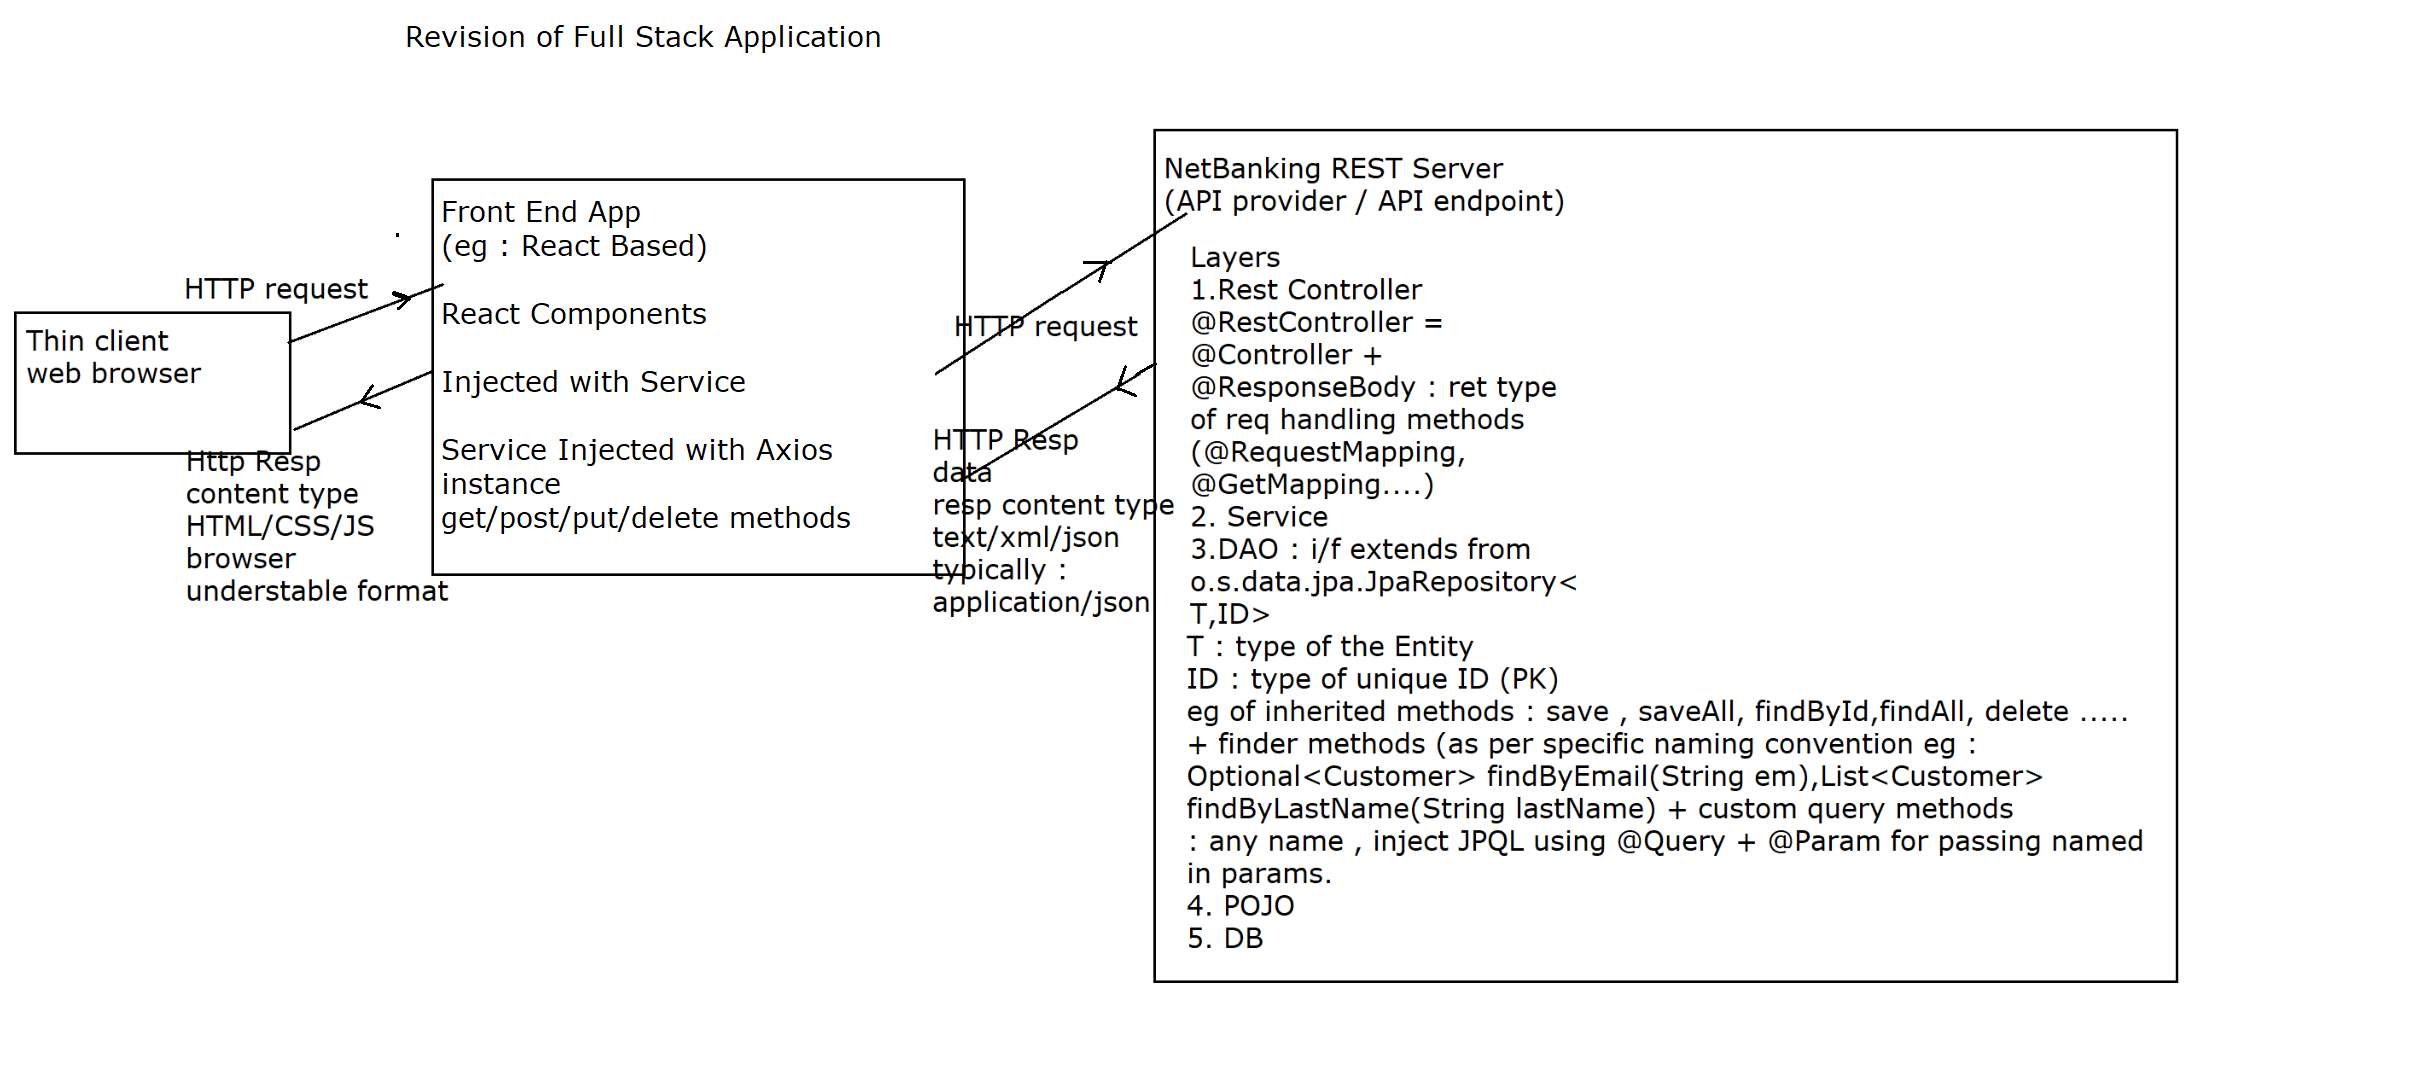 Revision of Full Stack Application
HTTP request
Thin client
web browser
Http Resp
content type
HTML/CSS/JS
browser
understable format
Front End App
(eg : React Based)
React Components
Injected with Service
Service Injected with Axios
instance
get/post/put/delete methods
HTTP request
HTTP Resp
data
resp content type
text/xml/json
typically :
application/json
NetBanking REST Server
(API provider / API endpoint)
Layers
1.Rest Controller
@RestController =
@Controller +
@ResponseBody : ret type
of req handling methods
(@RequestMapping,
@GetMapping....)
2. Service
3.DAO : i/f extends from
o.s.data.jpa.JpaRepository<
T,ID>
T : type of the Entity
ID : type of unique ID (PK)
eg of inherited methods : save , saveAll, findById,findAll, delete .....
+ finder methods (as per specific naming convention eg :
Optional<Customer> findByEmail(String em),List<Customer>
findByLastName(String lastName) + custom query methods
: any name , inject JPQL using @Query + @Param for passing named
in params.
4. POJO
5. DB